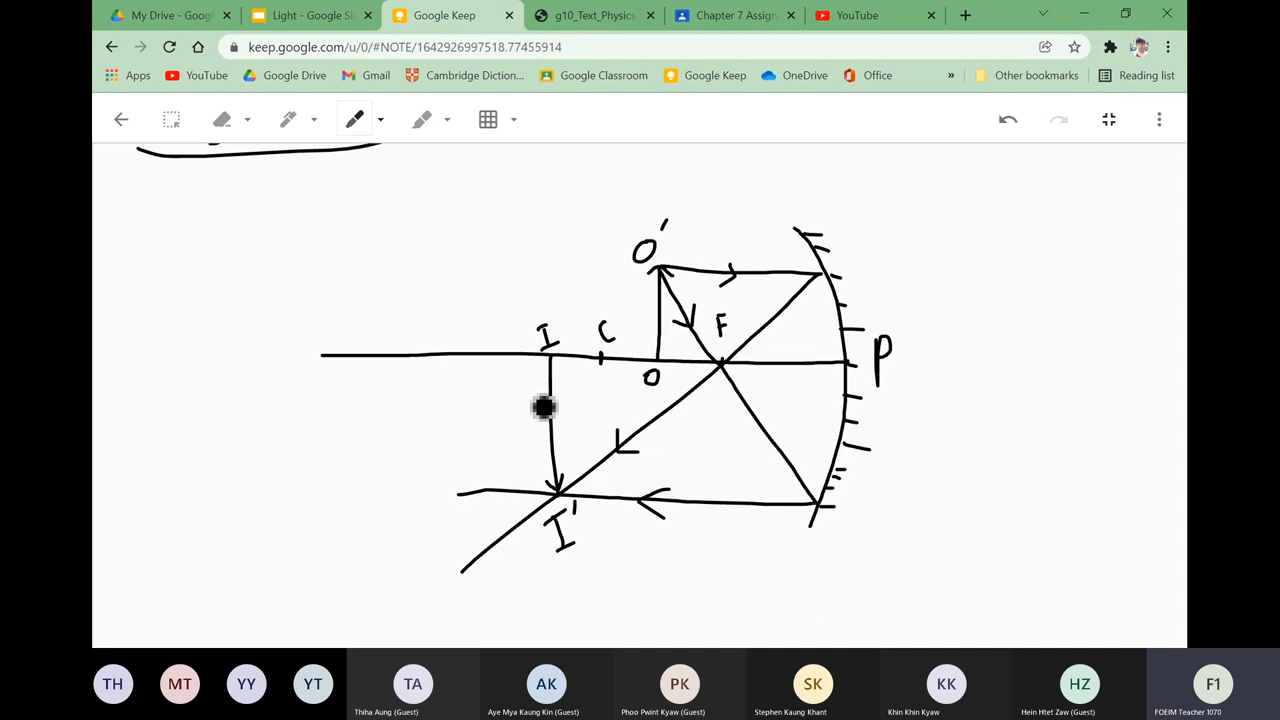 My Drive - Googl
Light - Google Sli
Google Keep
g10_Text_Physics
Chapter 7 Assign
YouTube
keep.google.com/u/0/#NOTE/1642926997518.77455914
Apps
YouTube
Google Drive
Gmail
Cambridge Diction...
Google Classroom
Google Keep
OneDrive
Office
»
Other bookmarks
Reading list
O'
I
C
F
P
O
I'
TH
MT
YY
YT
TA
AK
PK
SK
KK
HZ
F1
Thiha Aung (Guest)
Aye Mya Kaung Kin (Guest)
Phoo Pwint Kyaw (Guest)
Stephen Kaung Khant
Khin Khin Kyaw
Hein Htet Zaw (Guest)
FOEIM Teacher 1070